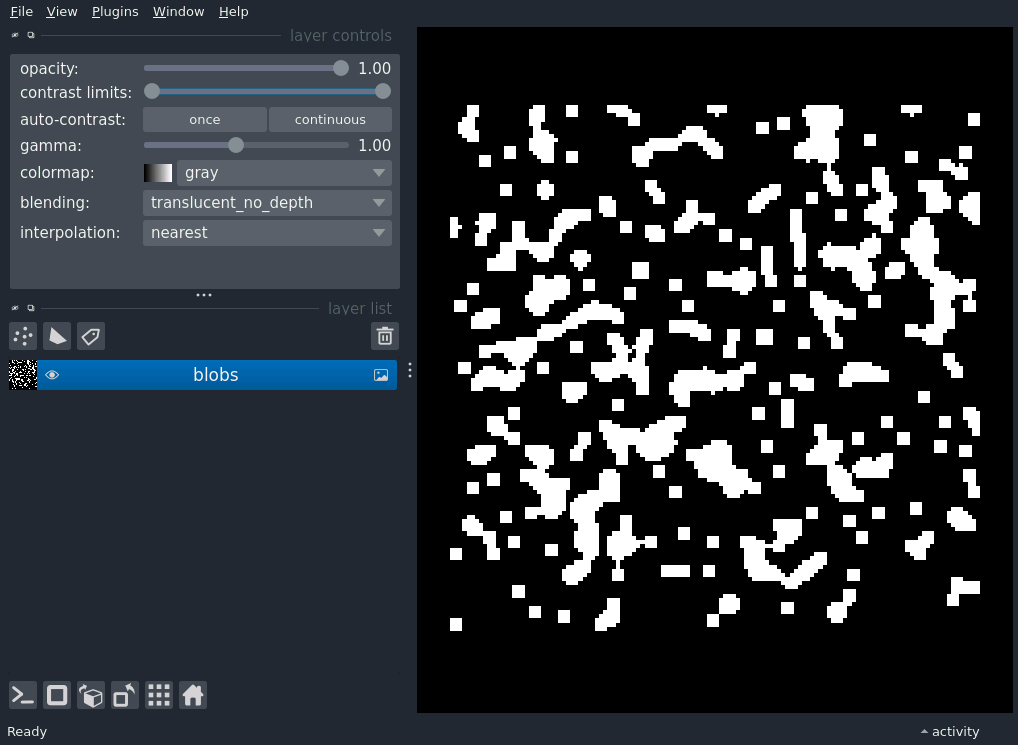 File View Plugins Window Help
layer controls
opacity: 1.00
contrast limits:
auto-contrast: once continuous
gamma: 1.00
colormap: gray
blending: translucent_no_depth
interpolation: nearest
layer list
blobs
Ready activity